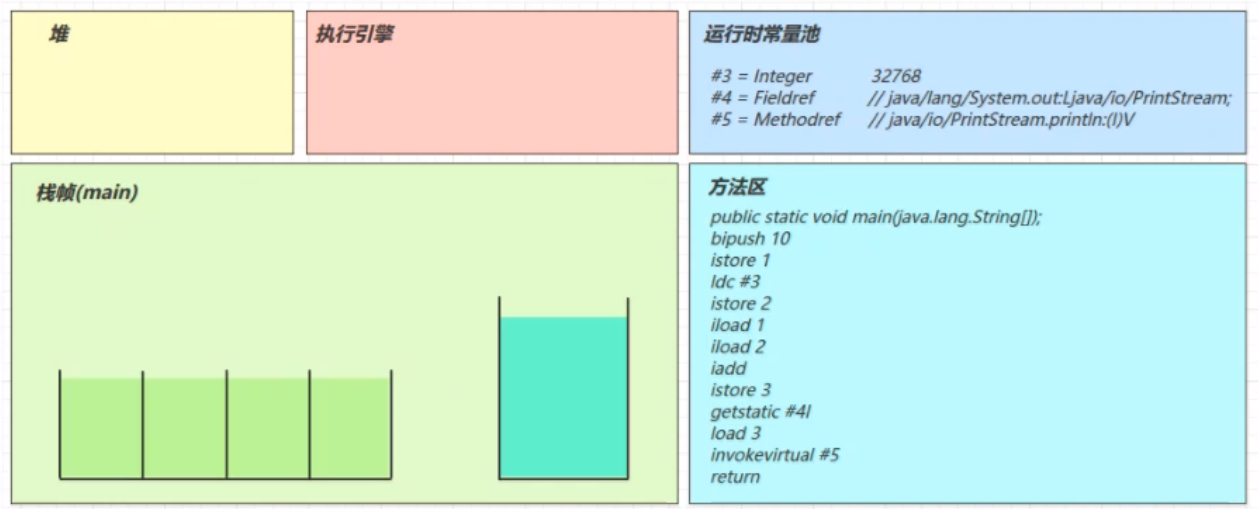 堆
执行引擎
运行时常量池
#3 = Integer 32768
#4 = Fieldref // java/lang/System.out:Ljava/io/PrintStream;
#5 = Methodref // java/io/PrintStream.println:(I)V
栈帧(main)
方法区
public static void main(java.lang.String[]);
bipush 10
istore 1
ldc #3
istore 2
iload 1
iload 2
iadd
istore 3
getstatic #4l
load 3
invokevirtual #5
return